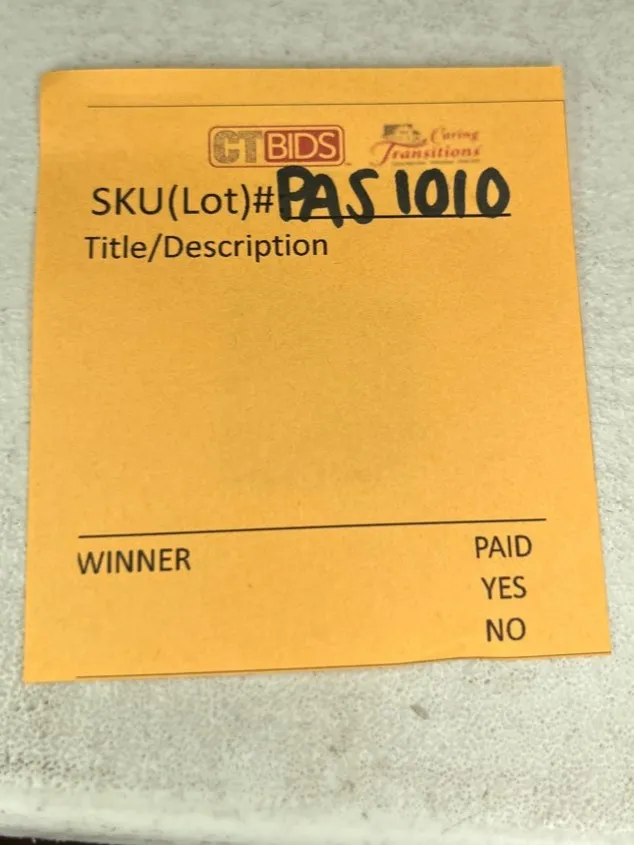 CTBIDS Caring Transitions
SKU(Lot)# PAS 1010
Title/Description
WINNER PAID
YES
NO